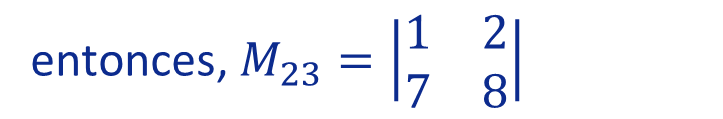 entonces, M₂₃ = |1 2|
|7 8|